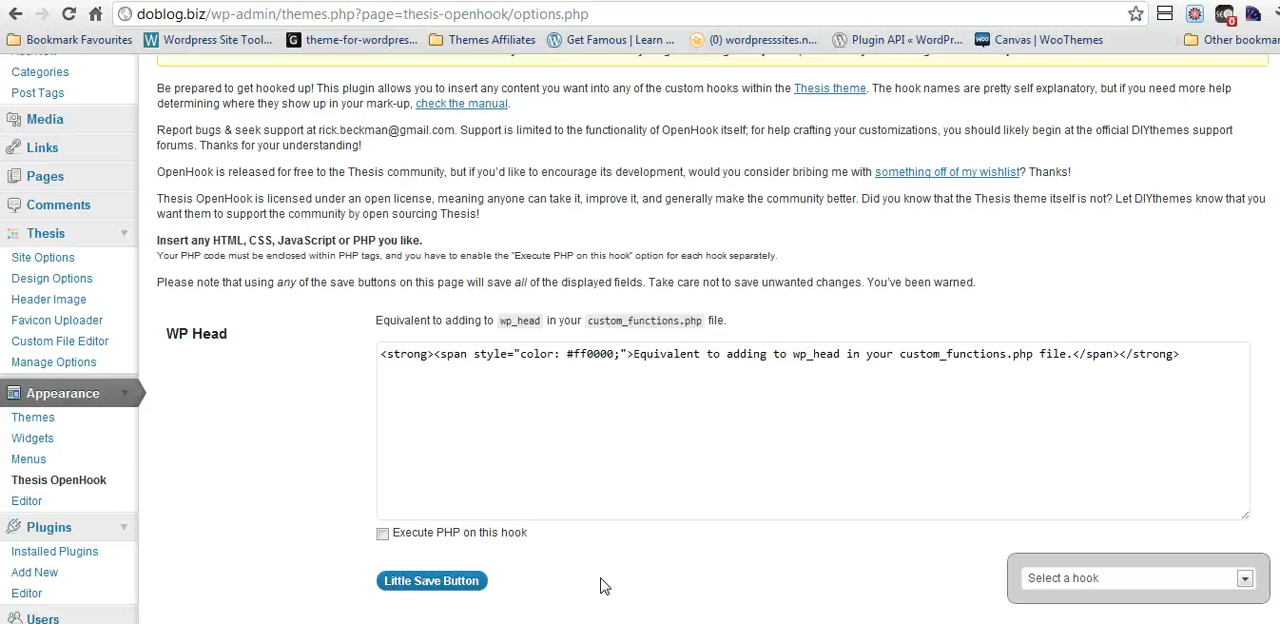 doblog.biz/wp-admin/themes.php?page=thesis-openhook/options.php
0
Bookmark Favourites
Wordpress Site Tool...
G
theme-for-wordpres...
Themes Affiliates
Get Famous | Learn ...
(0) wordpresssites.n...
Plugin API « WordPr...
Canvas | WooThemes
Other bookmar
Categories
Post Tags
Media
Links
Pages
Comments
Thesis
Site Options
Design Options
Header Image
Favicon Uploader
Custom File Editor
Manage Options
Appearance
Themes
Widgets
Menus
Thesis OpenHook
Editor
Plugins
Installed Plugins
Add New
Editor
Users
Be prepared to get hooked up! This plugin allows you to insert any content you want into any of the custom hooks within the Thesis theme. The hook names are pretty self explanatory, but if you need more help
determining where they show up in your mark-up, check the manual.
Report bugs & seek support at rick.beckman@gmail.com. Support is limited to the functionality of OpenHook itself; for help crafting your customizations, you should likely begin at the official DIYthemes support
forums. Thanks for your understanding!
OpenHook is released for free to the Thesis community, but if you'd like to encourage its development, would you consider bribing me with something off of my wishlist? Thanks!
Thesis OpenHook is licensed under an open license, meaning anyone can take it, improve it, and generally make the community better. Did you know that the Thesis theme itself is not? Let DIYthemes know that you
want them to support the community by open sourcing Thesis!
Insert any HTML, CSS, JavaScript or PHP you like.
Your PHP code must be enclosed within PHP tags, and you have to enable the "Execute PHP on this hook" option for each hook separately.
Please note that using any of the save buttons on this page will save all of the displayed fields. Take care not to save unwanted changes. You've been warned.
WP Head
Equivalent to adding to wp_head in your custom_functions.php file.
<strong><span style="color: #ff0000;">Equivalent to adding to wp_head in your custom_functions.php file.</span></strong>
Execute PHP on this hook
Little Save Button
Select a hook